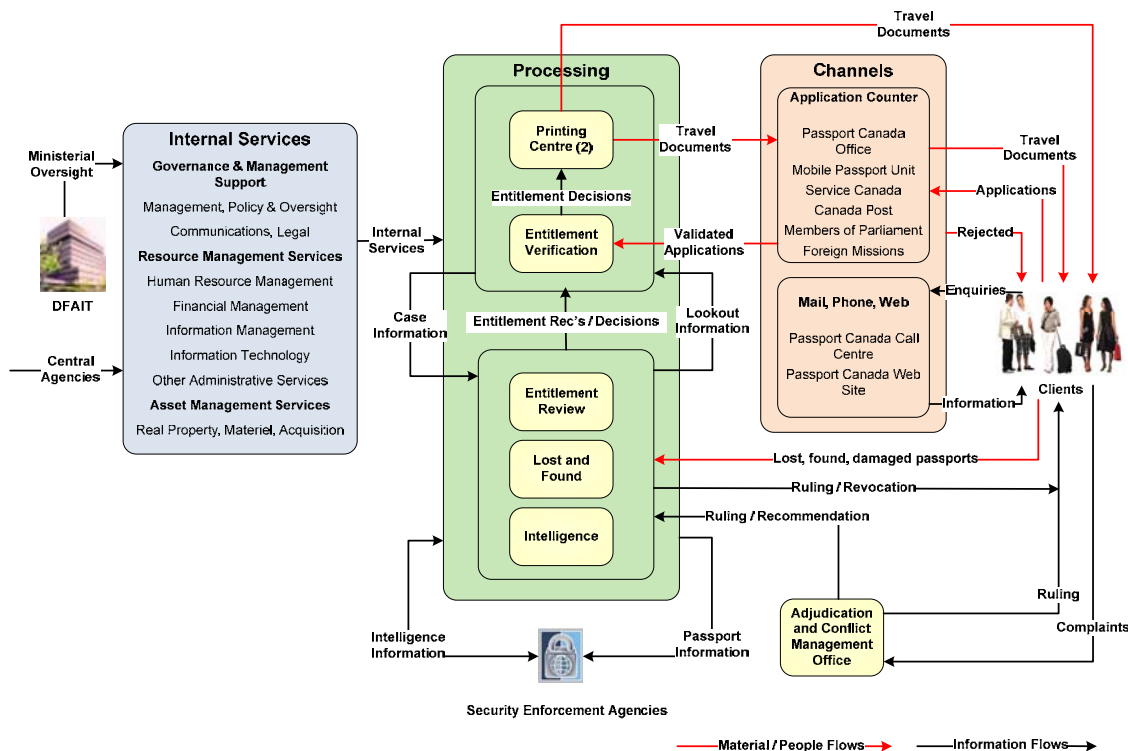 Travel
Documents
Processing
Channels
Application Counter
Printing
Centre (2)
Travel
Documents
Passport Canada
Office
Mobile Passport Unit
Service Canada
Canada Post
Members of Parliament
Foreign Missions
Travel
Documents
Applications
Rejected
Internal Services
Governance & Management
Support
Management, Policy & Oversight
Communications, Legal
Resource Management Services
Human Resource Management
Financial Management
Information Management
Information Technology
Other Administrative Services
Asset Management Services
Real Property, Materiel, Acquisition
Ministerial
Oversight
DFAIT
Central
Agencies
Internal
Services
Entitlement Decisions
Entitlement
Verification
Validated
Applications
Case
Information
Entitlement Rec's / Decisions
Lookout
Information
Enquiries
Mail, Phone, Web
Passport Canada Call
Centre
Passport Canada Web
Site
Information
Clients
Entitlement
Review
Lost and
Found
Intelligence
Lost, found, damaged passports
Ruling / Revocation
Ruling / Recommendation
Adjudication
and Conflict
Management
Office
Ruling
Complaints
Intelligence
Information
Passport
Information
Security Enforcement Agencies
Material / People Flows
Information Flows